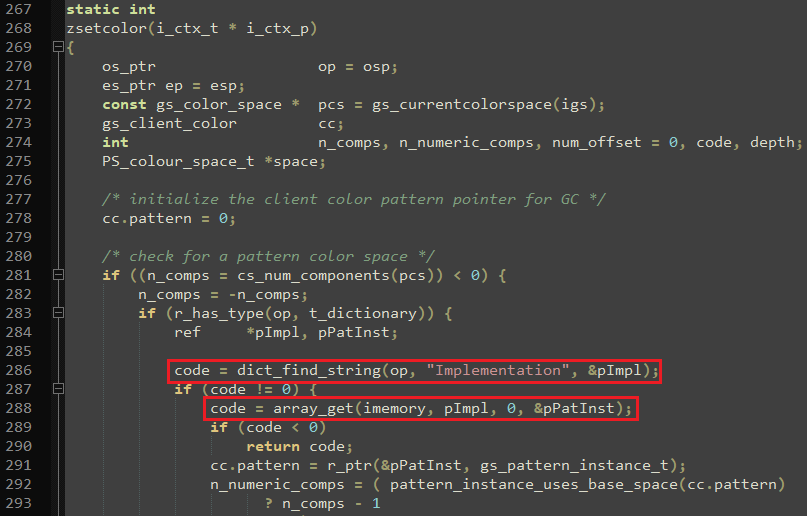 267 static int
268 zsetcolor(i_ctx_t * i_ctx_p)
269 {
270     os_ptr                  op = osp;
271     es_ptr ep = esp;
272     const gs_color_space *  pcs = gs_currentcolorspace(igs);
273     gs_client_color         cc;
274     int                     n_comps, n_numeric_comps, num_offset = 0, code, depth;
275     PS_colour_space_t *space;
276
277     /* initialize the client color pattern pointer for GC */
278     cc.pattern = 0;
279
280     /* check for a pattern color space */
281     if ((n_comps = cs_num_components(pcs)) < 0) {
282         n_comps = -n_comps;
283         if (r_has_type(op, t_dictionary)) {
284             ref     *pImpl, pPatInst;
285
286             code = dict_find_string(op, "Implementation", &pImpl);
287             if (code != 0) {
288                 code = array_get(imemory, pImpl, 0, &pPatInst);
289                 if (code < 0)
290                     return code;
291                 cc.pattern = r_ptr(&pPatInst, gs_pattern_instance_t);
292                 n_numeric_comps = ( pattern_instance_uses_base_space(cc.pattern)
293                       ? n_comps - 1